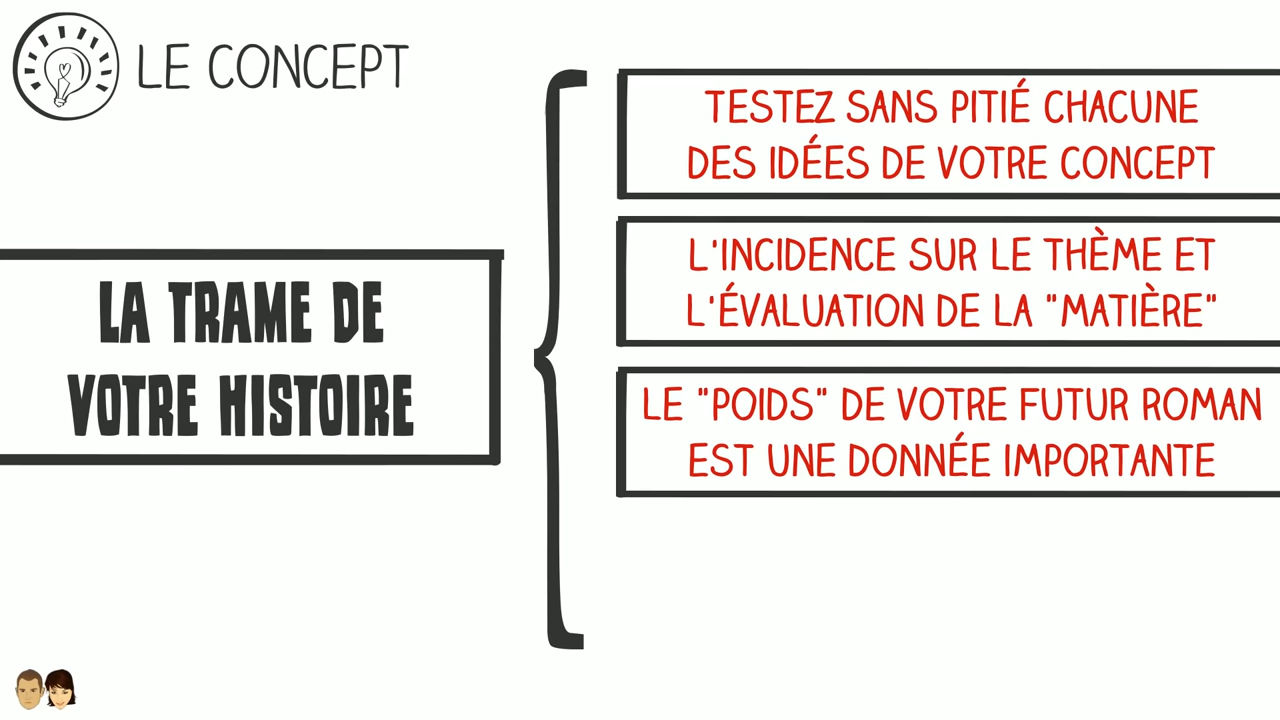 LE CONCEPT
LA TRAME DE
VOTRE HISTOIRE
TESTEZ SANS PITIÉ CHACUNE
DES IDÉES DE VOTRE CONCEPT
L'INCIDENCE SUR LE THÈME ET
L'ÉVALUATION DE LA "MATIÈRE"
LE "POIDS" DE VOTRE FUTUR ROMAN
EST UNE DONNÉE IMPORTANTE